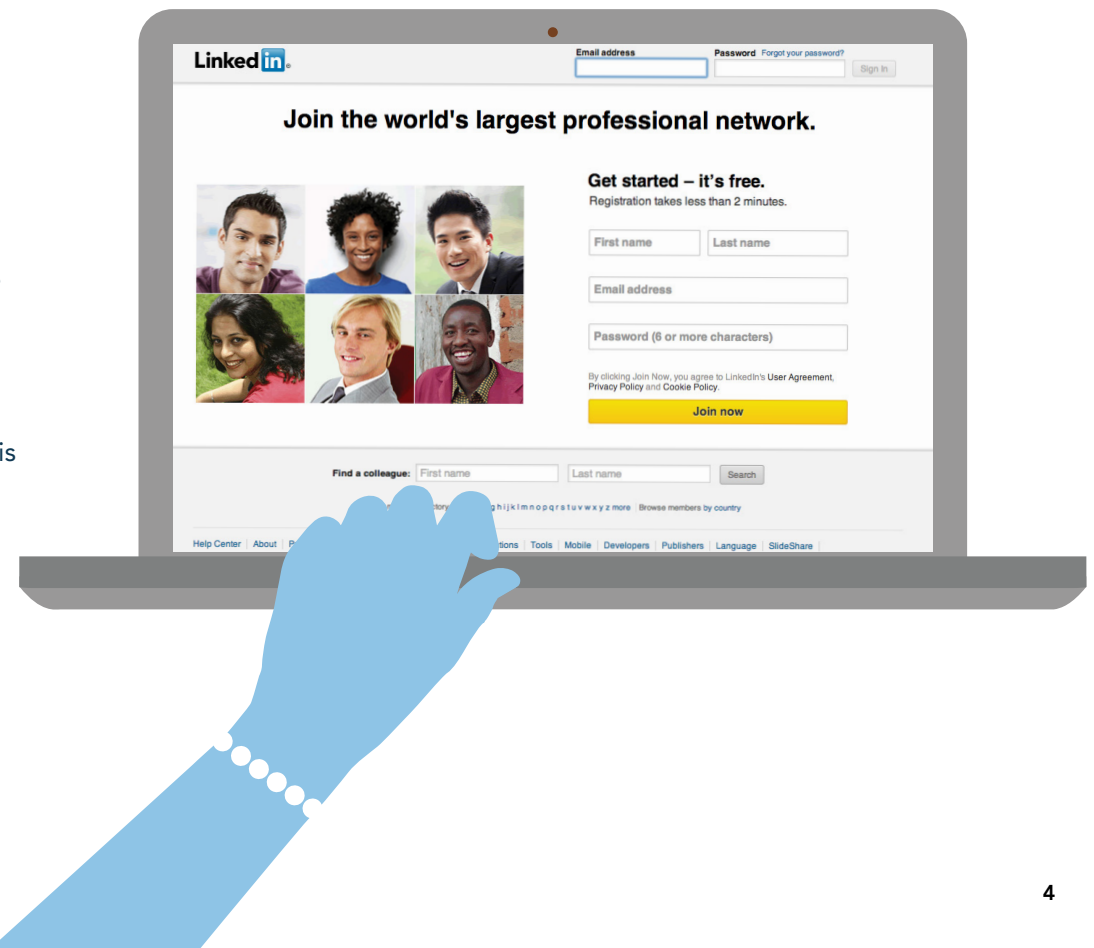 Linked in
Email address Password Forgot your password?
Sign In
Join the world's largest professional network.
Get started – it's free.
Registration takes less than 2 minutes.
First name Last name
Email address
Password (6 or more characters)
By clicking Join Now, you agree to LinkedIn's User Agreement,
Privacy Policy and Cookie Policy.
Join now
is
Find a colleague: First name Last name Search
g h i j k l m n o p q r s t u v w x y z more Browse members by country
Help Center About Tools Mobile Developers Publishers Language SlideShare
4